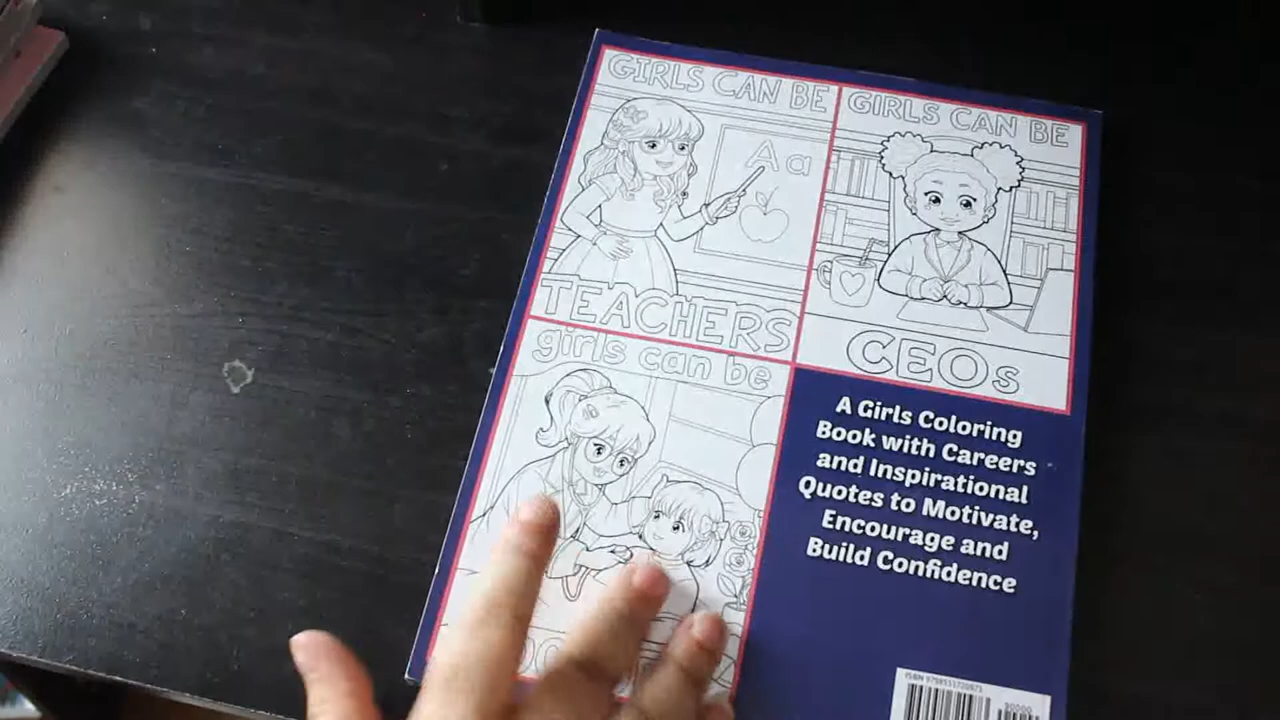 GIRLS CAN BE
Aa
TEACHERS
GIRLS CAN BE
CEOs
girls can be
A Girls Coloring
Book with Careers
and Inspirational
Quotes to Motivate,
Encourage and
Build Confidence